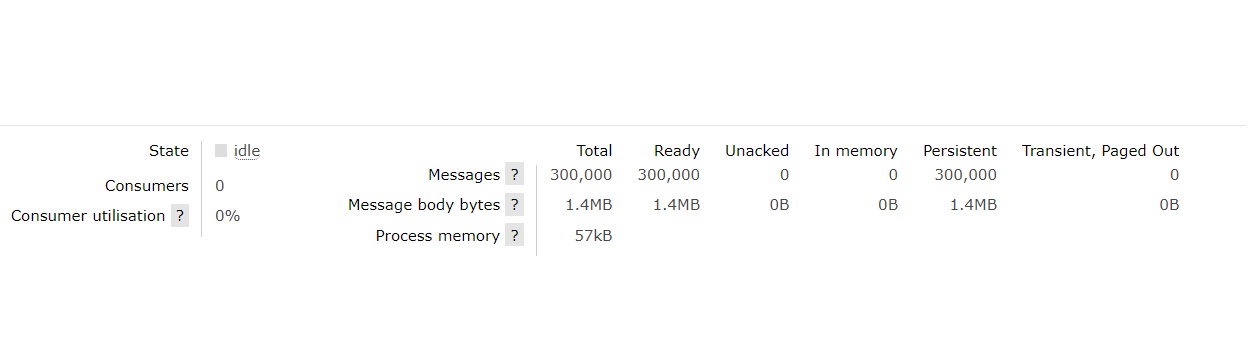 State idle
Consumers 0
Consumer utilisation ? 0%
Total Ready Unacked In memory Persistent Transient, Paged Out
Messages ? 300,000 300,000 0 0 300,000 0
Message body bytes ? 1.4MB 1.4MB 0B 0B 1.4MB 0B
Process memory ? 57kB